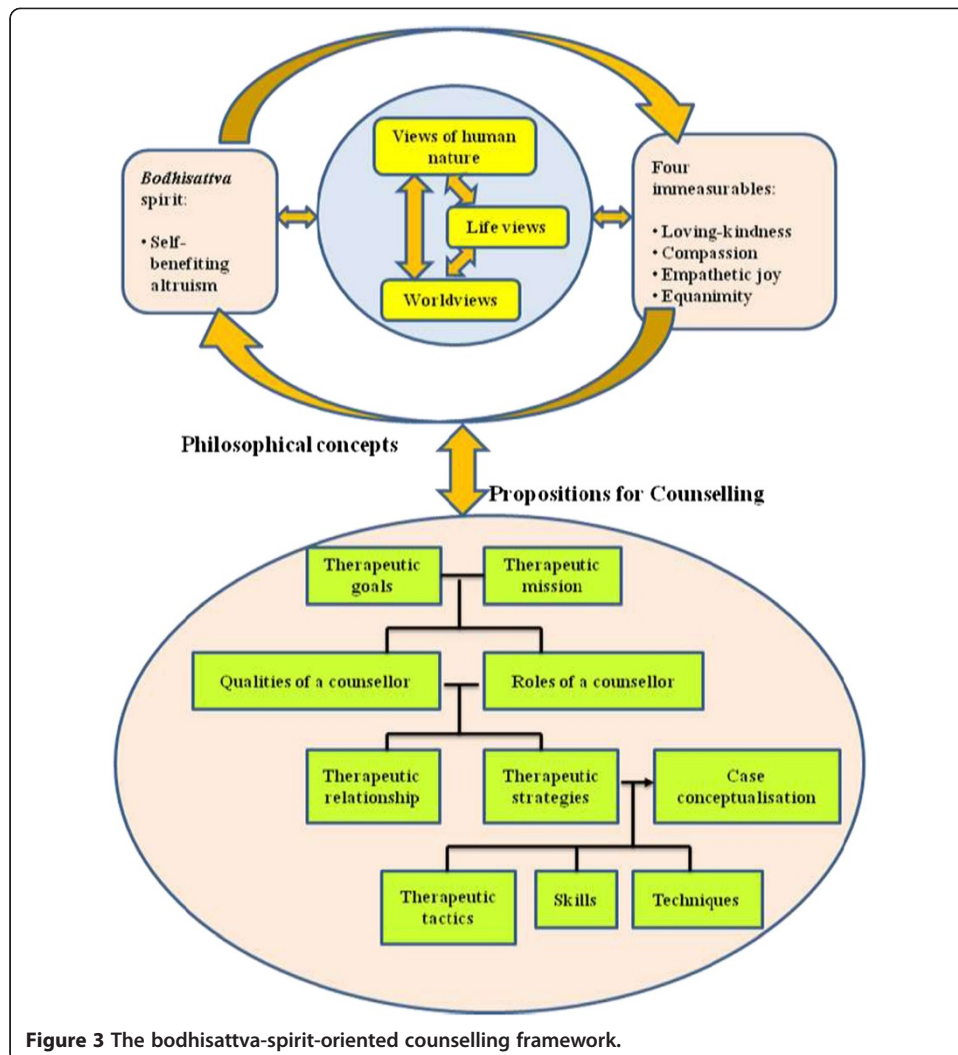 Views of human
nature
Life views
Worldviews
Bodhisattva
spirit:
• Self-
benefiting
altruism
Four
immeasurables:
• Loving-kindness
• Compassion
• Empathetic joy
• Equanimity
Philosophical concepts
Propositions for Counselling
Therapeutic
goals
Therapeutic
mission
Qualities of a counsellor
Roles of a counsellor
Therapeutic
relationship
Therapeutic
strategies
Case
conceptualisation
Therapeutic
tactics
Skills
Techniques
Figure 3 The bodhisattva-spirit-oriented counselling framework.